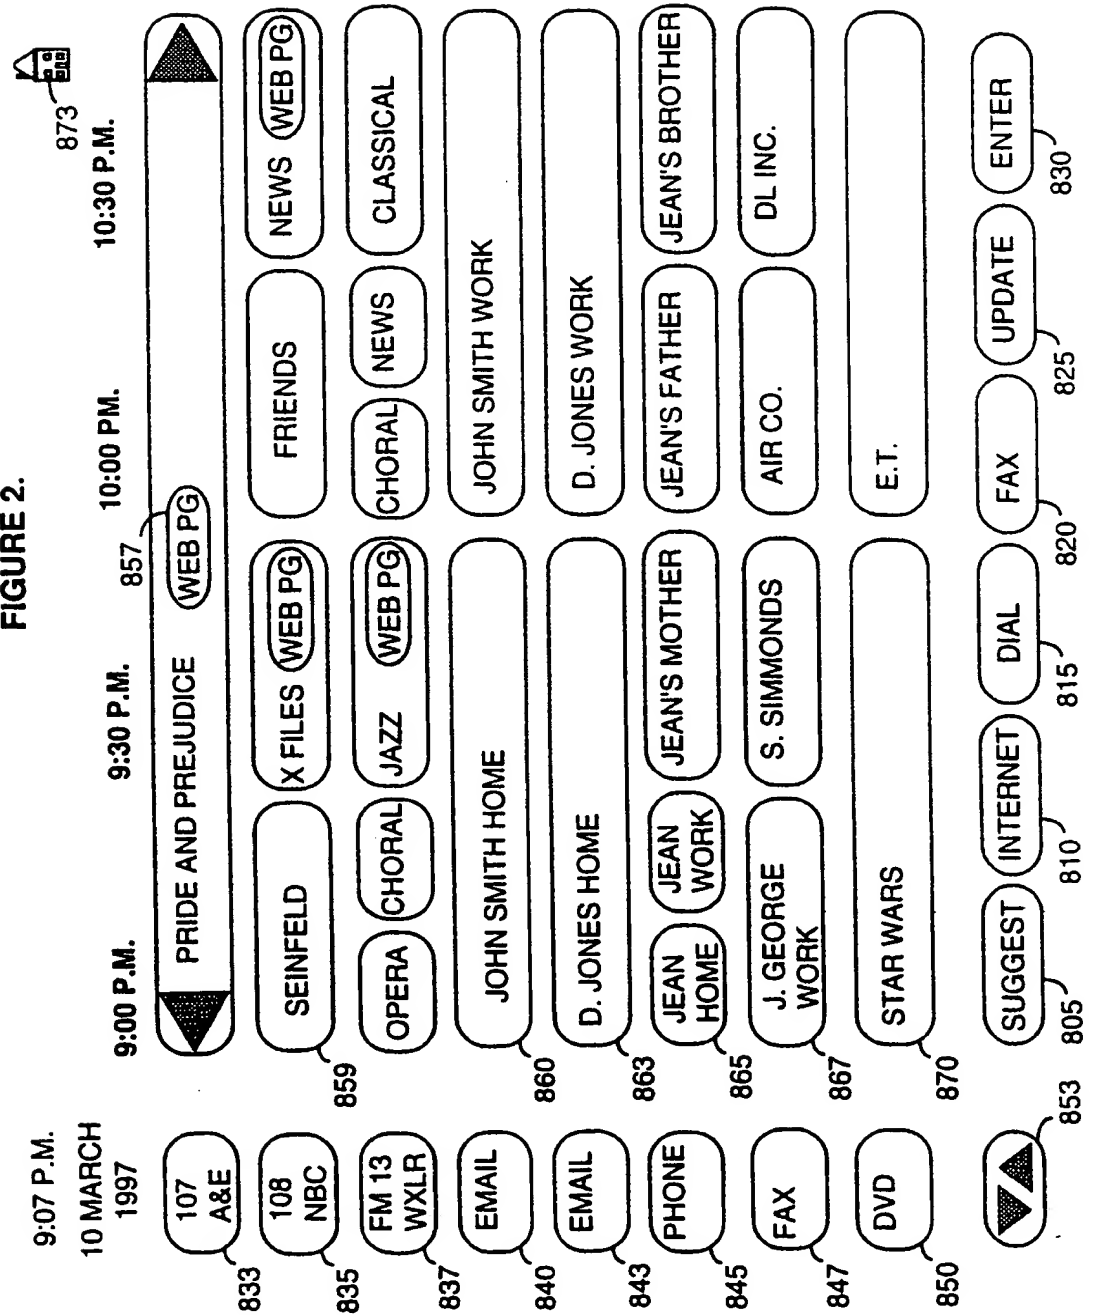 FIGURE 2.
9:07 P.M.
10 MARCH
1997
9:00 P.M.
9:30 P.M.
10:00 PM.
10:30 P.M.
873
833
107
A&E
PRIDE AND PREJUDICE
WEB PG
857
835
108
NBC
859
SEINFELD
X FILES
WEB PG
FRIENDS
NEWS
WEB PG
837
FM 13
WXLR
OPERA
CHORAL
JAZZ
WEB PG
CHORAL
NEWS
CLASSICAL
840
EMAIL
860
JOHN SMITH HOME
JOHN SMITH WORK
843
EMAIL
863
D. JONES HOME
D. JONES WORK
845
PHONE
865
JEAN
HOME
JEAN
WORK
JEAN'S MOTHER
JEAN'S FATHER
JEAN'S BROTHER
847
FAX
867
J. GEORGE
WORK
S. SIMMONDS
AIR CO.
DL INC.
850
DVD
870
STAR WARS
E.T.
853
SUGGEST
805
INTERNET
810
DIAL
815
FAX
820
UPDATE
825
ENTER
830